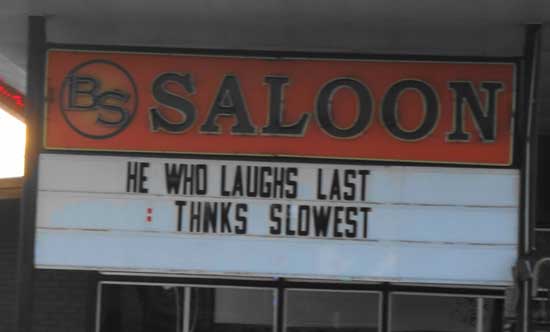 BS SALOON
HE WHO LAUGHS LAST
: THNKS SLOWEST